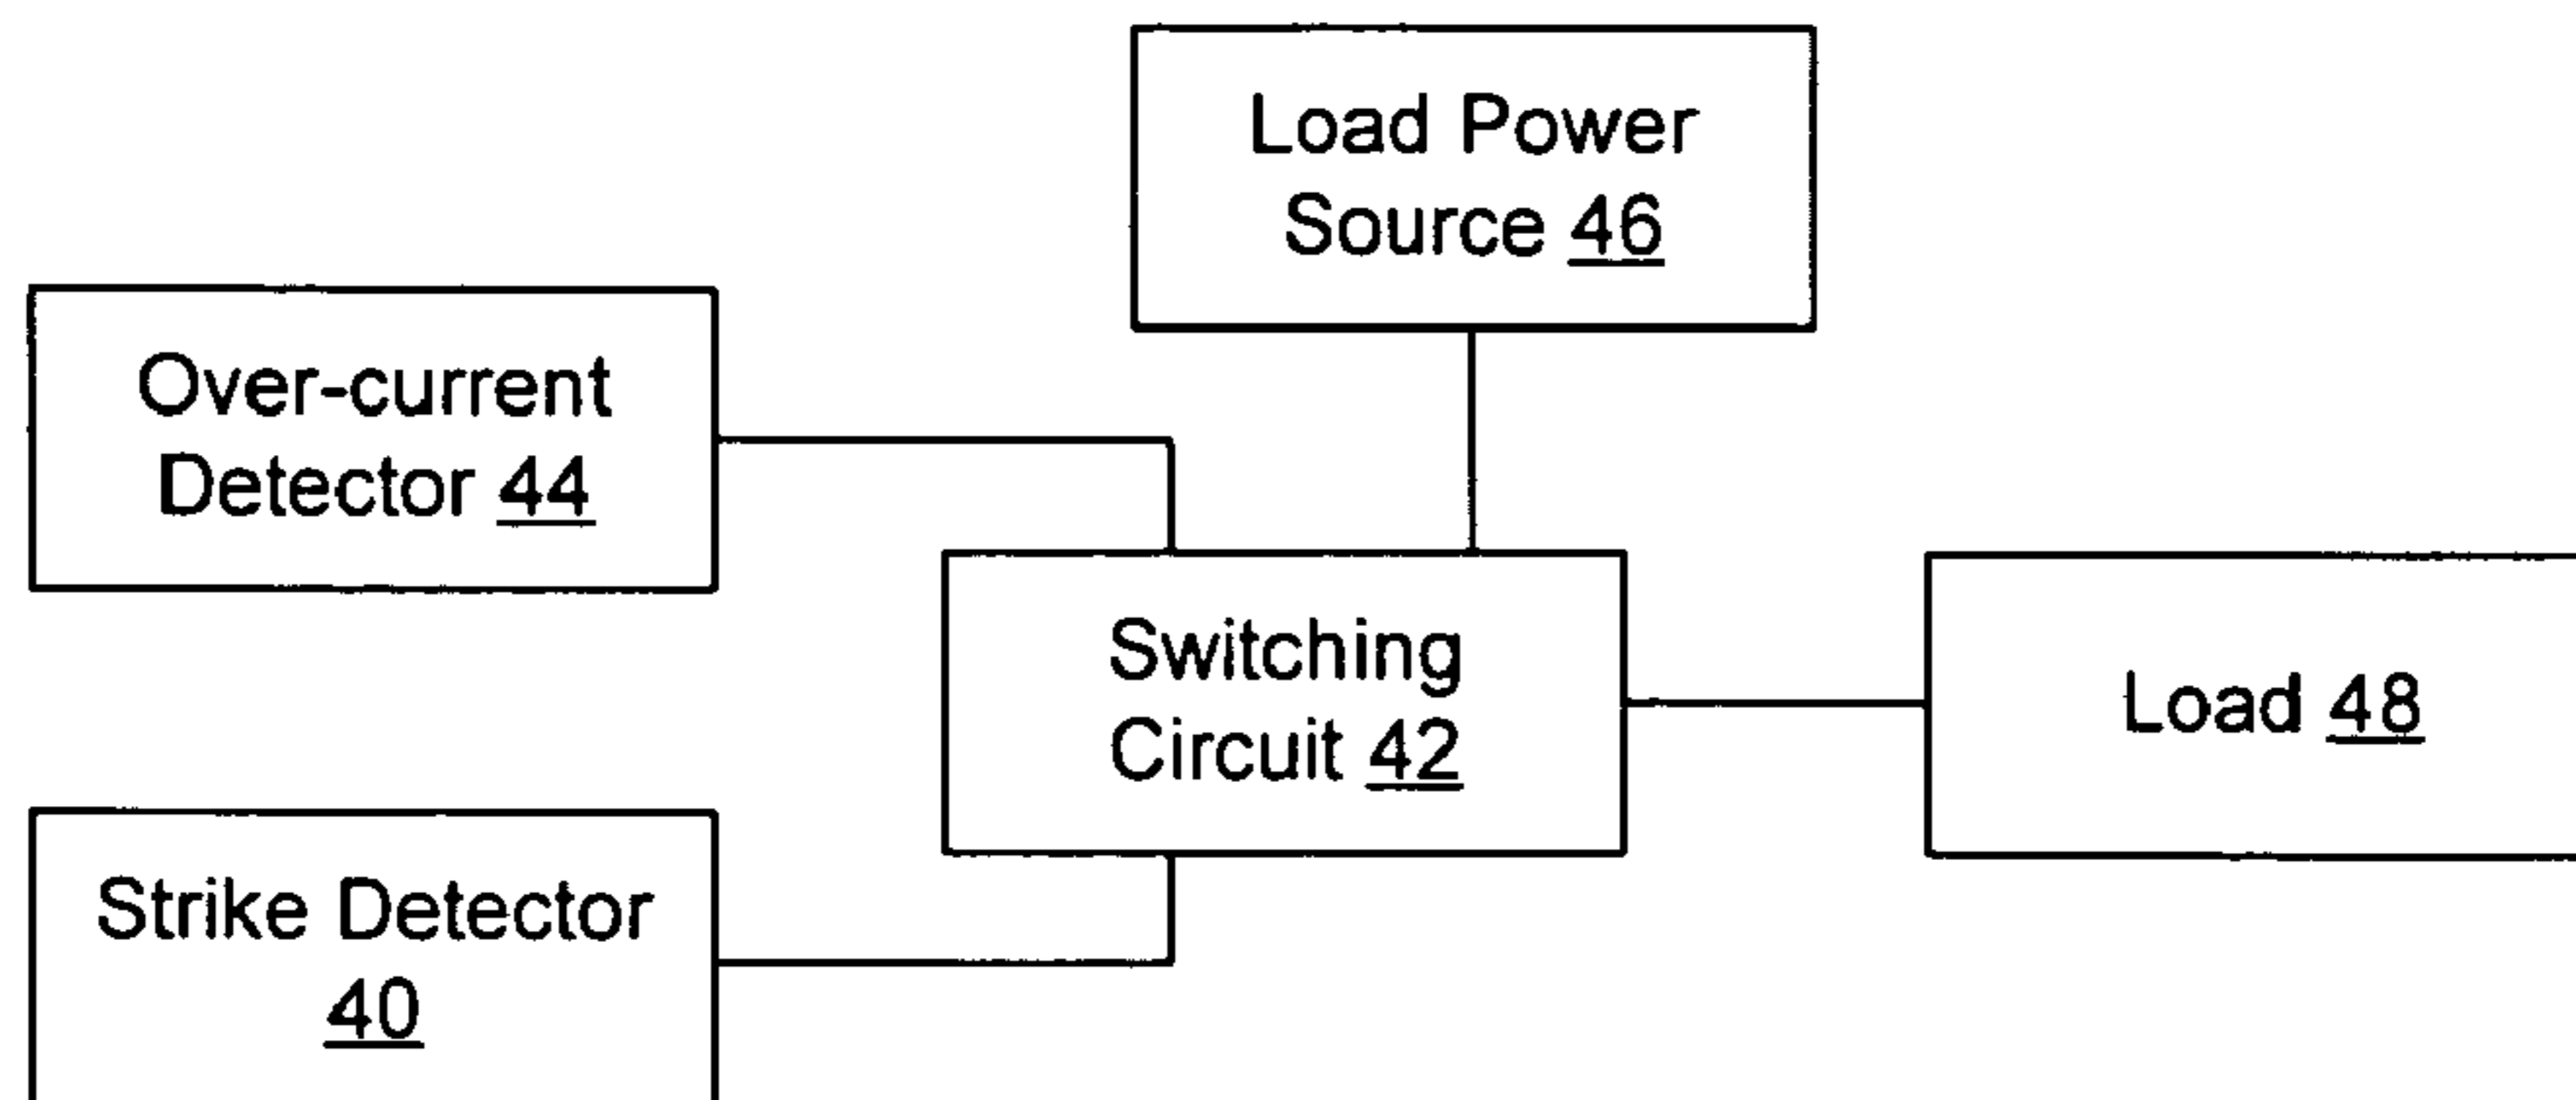 Load Power
Source 46
Over-current
Detector 44
Switching
Circuit 42
Load 48
Strike Detector
40